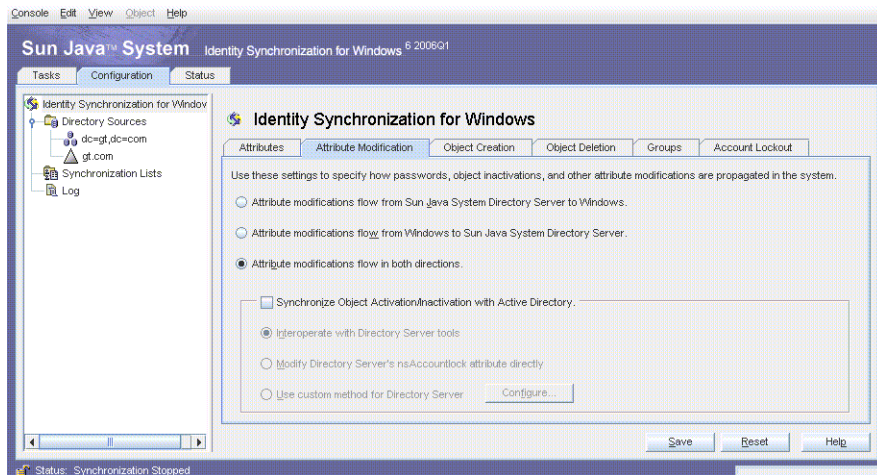 Console Edit View Object Help
Sun Java™ System Identity Synchronization for Windows 6 2006Q1
Tasks Configuration Status
Identity Synchronization for Window
Directory Sources
dc=gt,dc=com
gt.com
Synchronization Lists
Log
Identity Synchronization for Windows
Attributes Attribute Modification Object Creation Object Deletion Groups Account Lockout
Use these settings to specify how passwords, object inactivations, and other attribute modifications are propagated in the system.
Attribute modifications flow from Sun Java System Directory Server to Windows.
Attribute modifications flow from Windows to Sun Java System Directory Server.
Attribute modifications flow in both directions.
Synchronize Object Activation/Inactivation with Active Directory.
Interoperate with Directory Server tools
Modify Directory Server's nsAccountlock attribute directly
Use custom method for Directory Server Configure...
Save Reset Help
Status: Synchronization Stopped